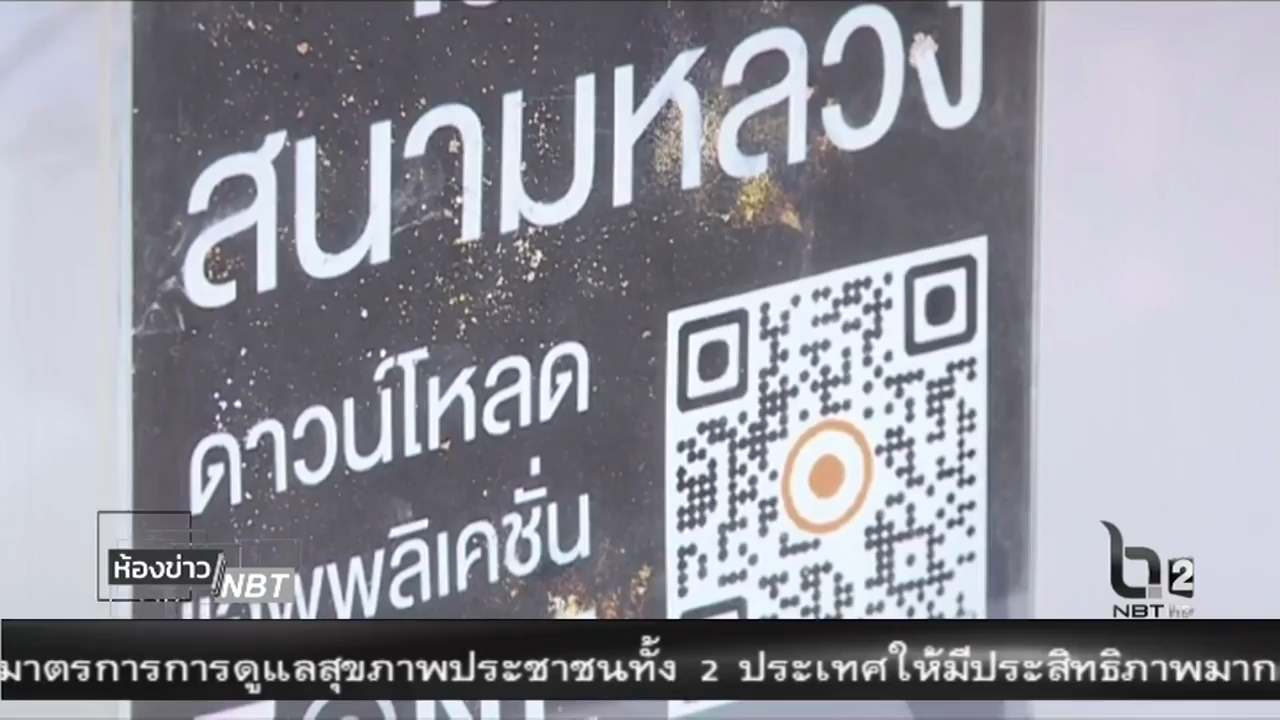 สนามหลวง
ดาวน์โหลด
แอพพลิเคชั่น
ห้องข่าว
NBT
2
NBT
มาตรการการดูแลสุขภาพประชาชนทั้ง 2 ประเทศให้มีประสิทธิภาพมาก